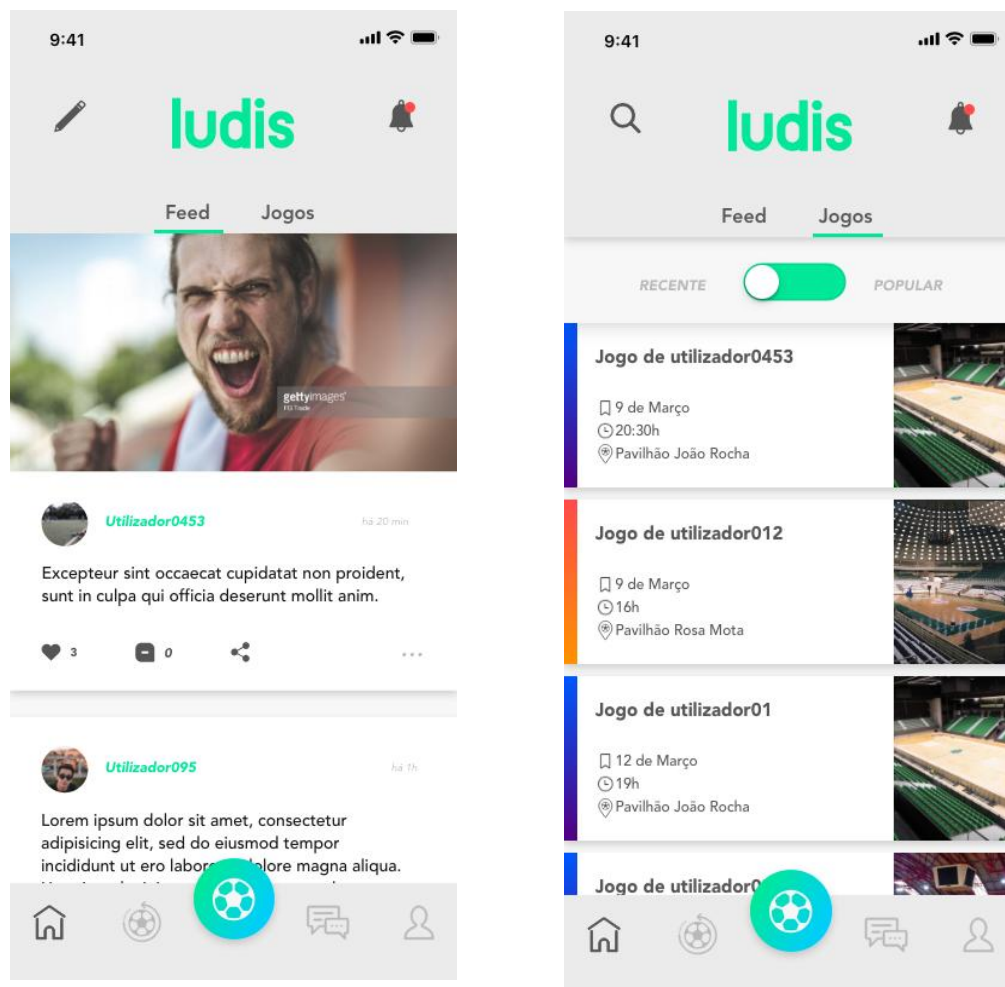 9:41
ludis
Feed Jogos
gettyimages®
FG Trade
Utilizador0453
há 20 min
Excepteur sint occaecat cupidatat non proident,
sunt in culpa qui officia deserunt mollit anim.
3 0
Utilizador095
há 1h
Lorem ipsum dolor sit amet, consectetur
adipisicing elit, sed do eiusmod tempor
incididunt ut ero magna aliqua.
9:41
ludis
Feed Jogos
RECENTE POPULAR
Jogo de utilizador0453
9 de Março
20:30h
Pavilhão João Rocha
Jogo de utilizador012
9 de Março
16h
Pavilhão Rosa Mota
Jogo de utilizador01
12 de Março
19h
Pavilhão João Rocha
Jogo de